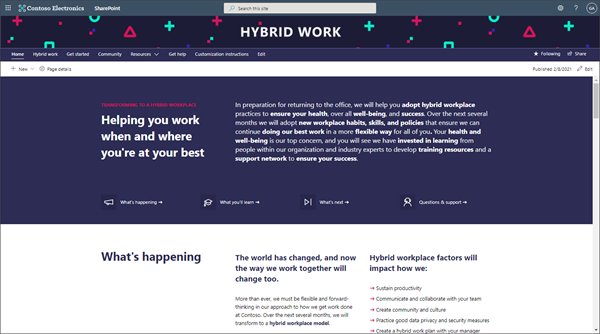 Contoso Electronics SharePoint Search this site GA
HYBRID WORK
Home Hybrid work Get started Community Resources Get help Customization instructions Edit Following Share
New Page details Published 2/8/2021 Edit
TRANSITIONING TO A HYBRID WORKPLACE
Helping you work
when and where
you're at your best
In preparation for returning to the office, we will help you adopt hybrid workplace
practices to ensure your health, over all well-being, and success. Over the next several
months we will adopt new workplace habits, skills, and policies that ensure we can
continue doing our best work in a more flexible way for all of you. Your health and
well-being is our top concern, and you will see we have invested in learning from
people within our organization and industry experts to develop training resources and a
support network to ensure your success.
What's happening → What you'll learn → What's next → Questions & support →
What's happening
The world has changed, and now
the way we work together will
change too.
More than ever, we must be flexible and forward-
thinking in our approach to how we get work done
at Contoso. Over the next several months, we will
transform to a hybrid workplace model.
Hybrid workplace factors will
impact how we:
→ Sustain productivity
→ Communicate and collaborate with your team
→ Create community and culture
→ Practice good data privacy and security measures
→ Create a hybrid work plan with your manager